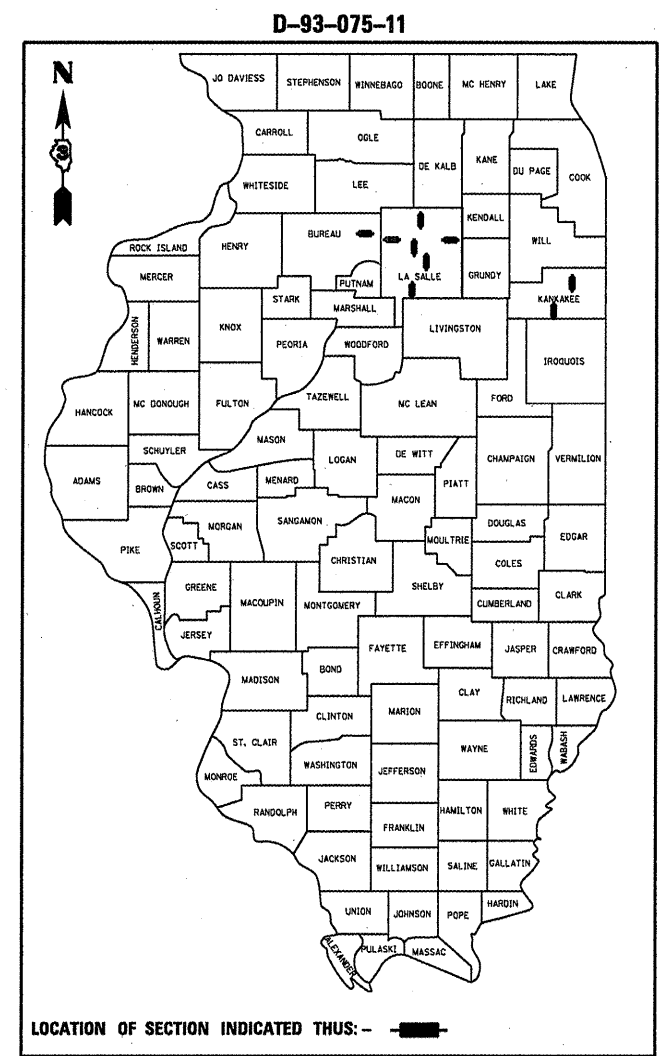 D-93-075-11
N
JO DAVIESS
STEPHENSON
WINNEBAGO
BOONE
MC HENRY
LAKE
CARROLL
OGLE
DE KALB
KANE
DU PAGE
COOK
WHITESIDE
LEE
KENDALL
WILL
ROCK ISLAND
HENRY
BUREAU
LA SALLE
GRUNDY
MERCER
PUTNAM
KANKAKEE
STARK
MARSHALL
HENDERSON
WARREN
KNOX
PEORIA
WOODFORD
LIVINGSTON
IROQUOIS
HANCOCK
MC DONOUGH
FULTON
TAZEWELL
MC LEAN
FORD
MASON
SCHUYLER
LOGAN
DE WITT
CHAMPAIGN
VERMILION
ADAMS
BROWN
CASS
MENARD
MACON
PIATT
PIKE
SCOTT
MORGAN
SANGAMON
CHRISTIAN
MOULTRIE
DOUGLAS
EDGAR
COLES
CALHOUN
GREENE
MACOUPIN
MONTGOMERY
SHELBY
CUMBERLAND
CLARK
JERSEY
FAYETTE
EFFINGHAM
JASPER
CRAWFORD
MADISON
BOND
CLAY
RICHLAND
LAWRENCE
CLINTON
MARION
ST. CLAIR
WAYNE
EDWARDS
WABASH
MONROE
WASHINGTON
JEFFERSON
RANDOLPH
PERRY
HAMILTON
WHITE
FRANKLIN
JACKSON
WILLIAMSON
SALINE
GALLATIN
UNION
JOHNSON
POPE
HARDIN
ALEXANDER
PULASKI
MASSAC
LOCATION OF SECTION INDICATED THUS: -